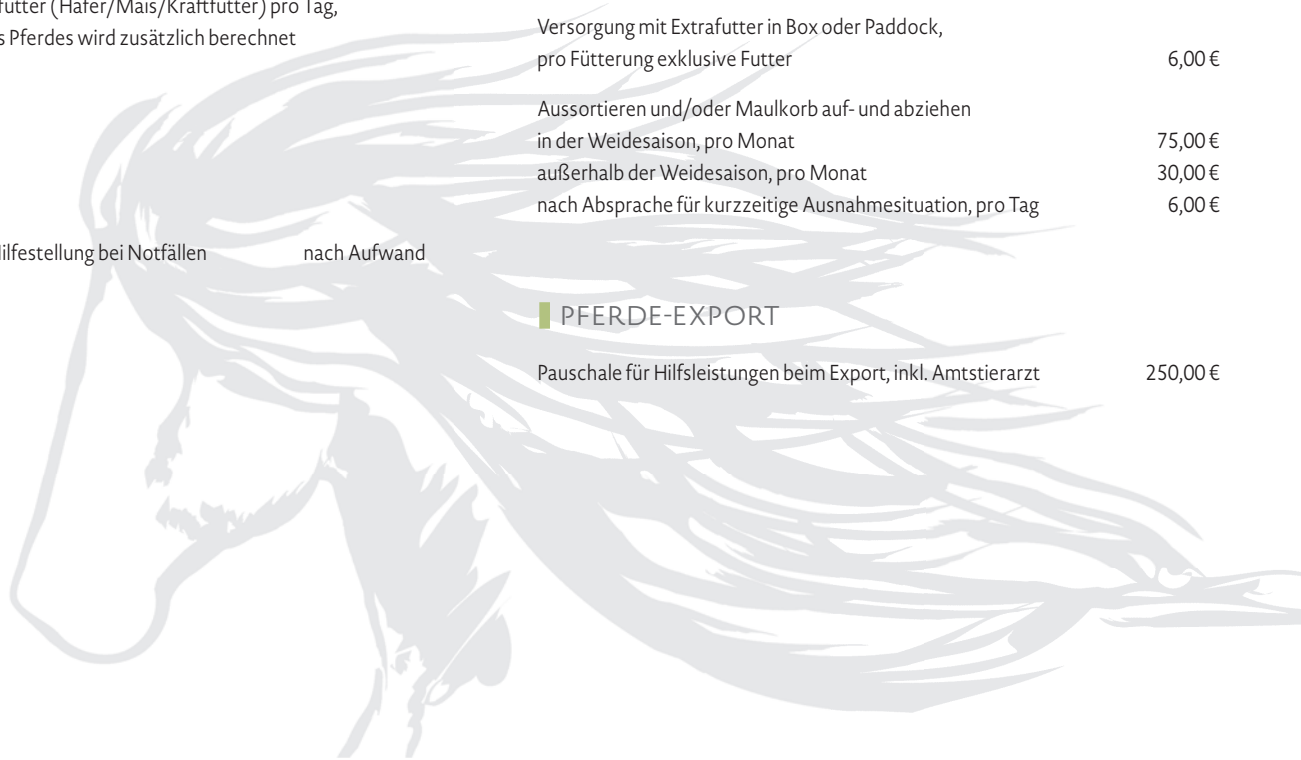 futter (Hafer/Mais/Kraftfutter) pro Tag,
s Pferdes wird zusätzlich berechnet
ilfestellung bei Notfällen nach Aufwand
Versorgung mit Extrafutter in Box oder Paddock,
pro Fütterung exklusive Futter 6,00 €
Aussortieren und/oder Maulkorb auf- und abziehen
in der Weidesaison, pro Monat 75,00 €
außerhalb der Weidesaison, pro Monat 30,00 €
nach Absprache für kurzzeitige Ausnahmesituation, pro Tag 6,00 €
PFERDE-EXPORT
Pauschale für Hilfsleistungen beim Export, inkl. Amtstierarzt 250,00 €